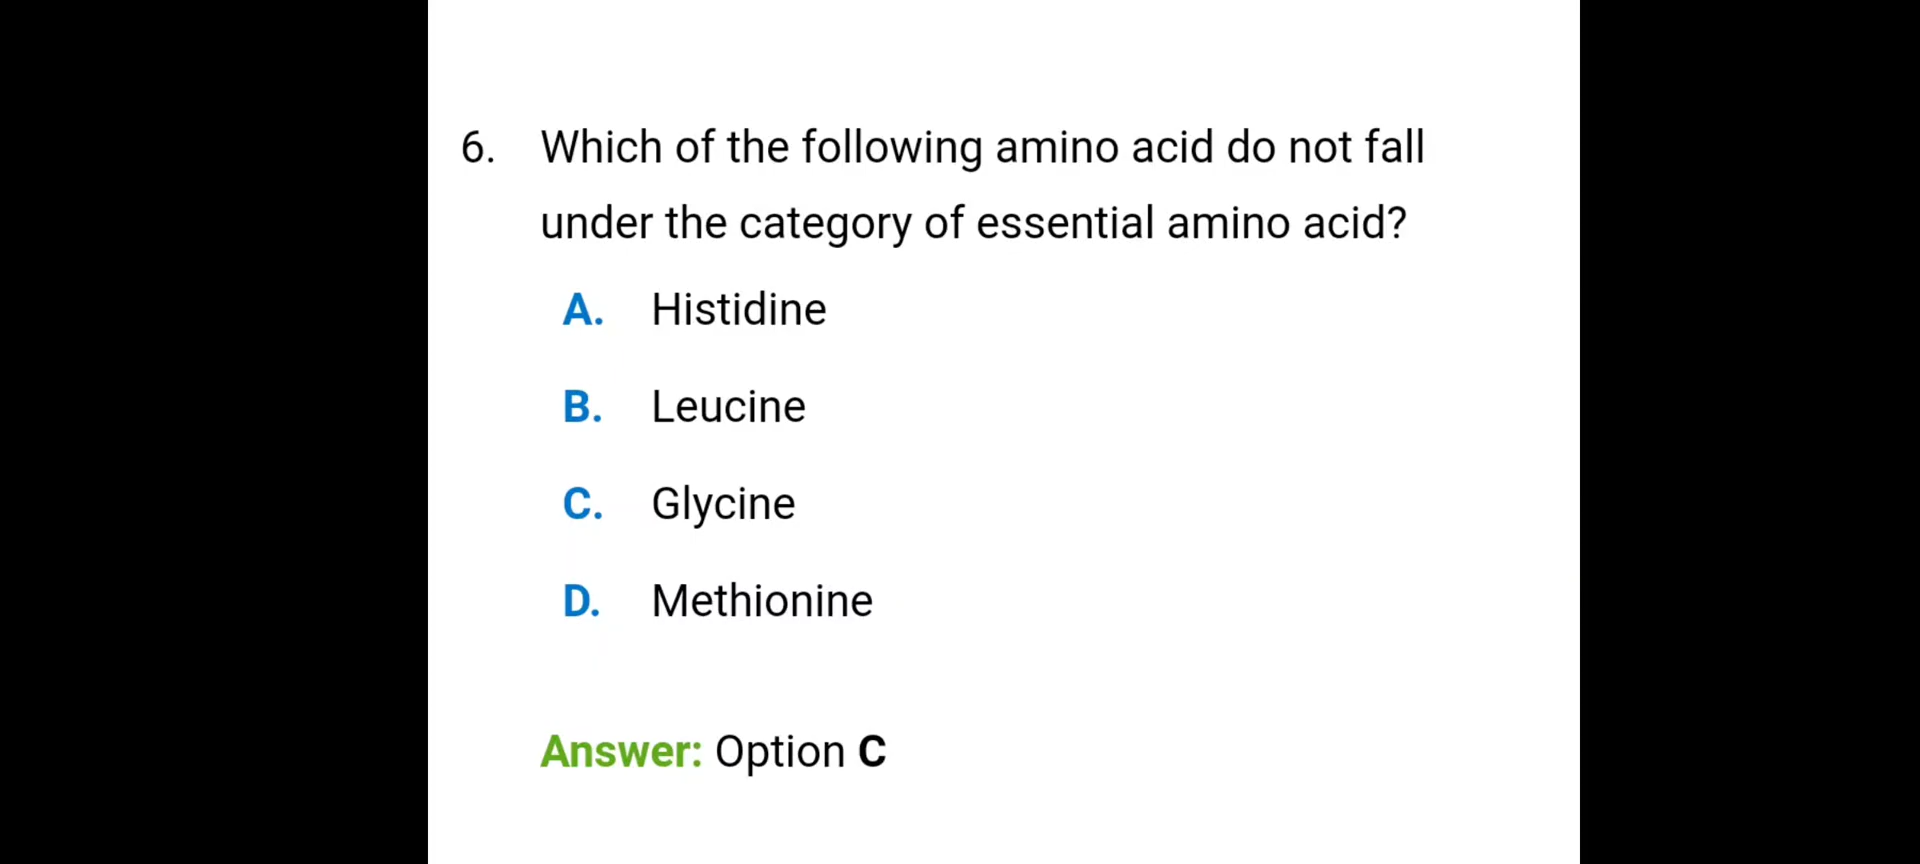 6. Which of the following amino acid do not fall
under the category of essential amino acid?
A. Histidine
B. Leucine
C. Glycine
D. Methionine
Answer: Option C